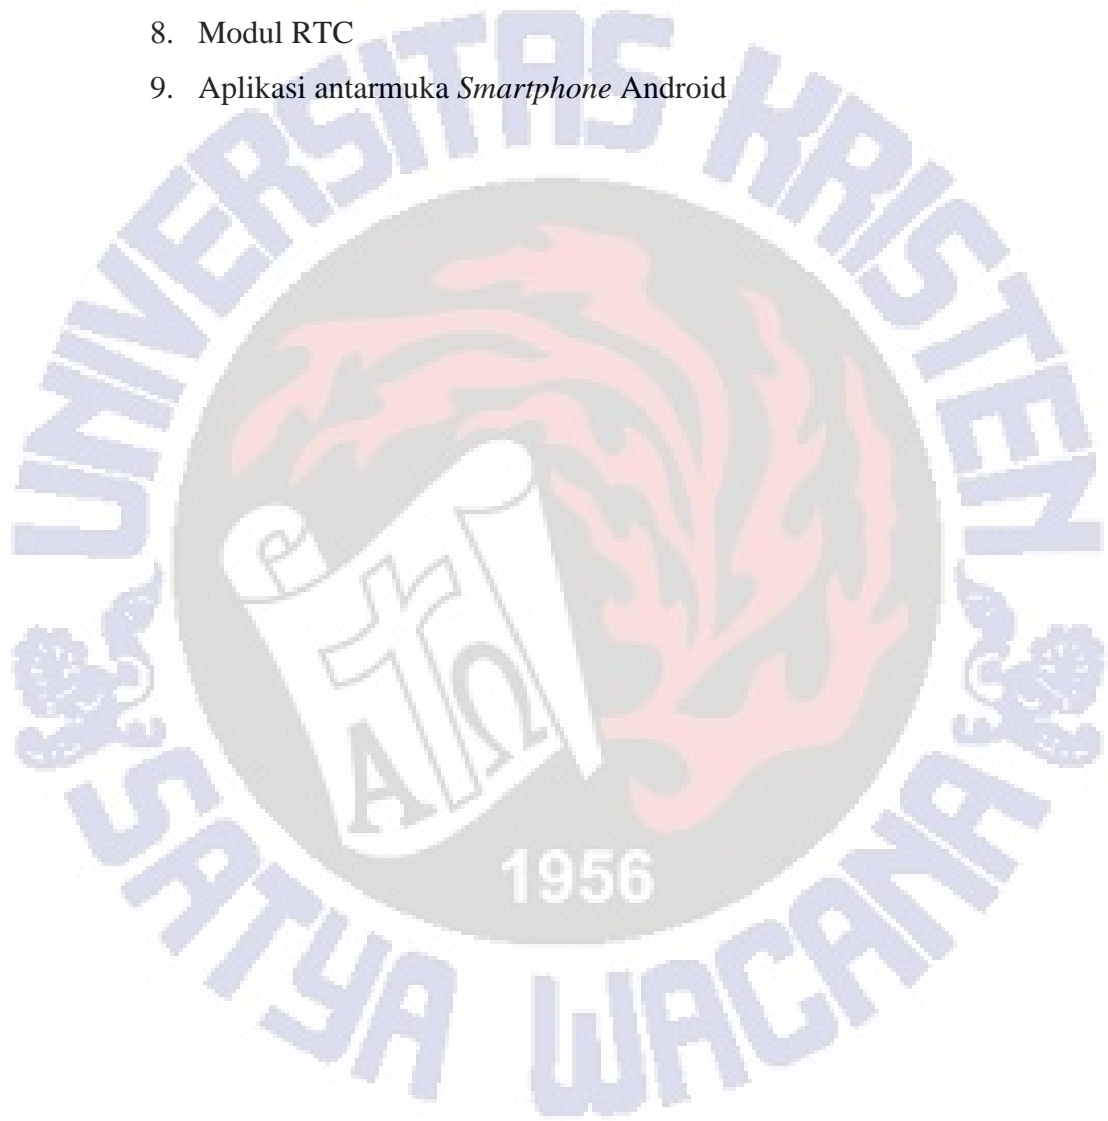 8. Modul RTC
9. Aplikasi antarmuka Smartphone Android
UNIVERSITAS KRISTEN
SATYA WACANA
Α Ω
1956